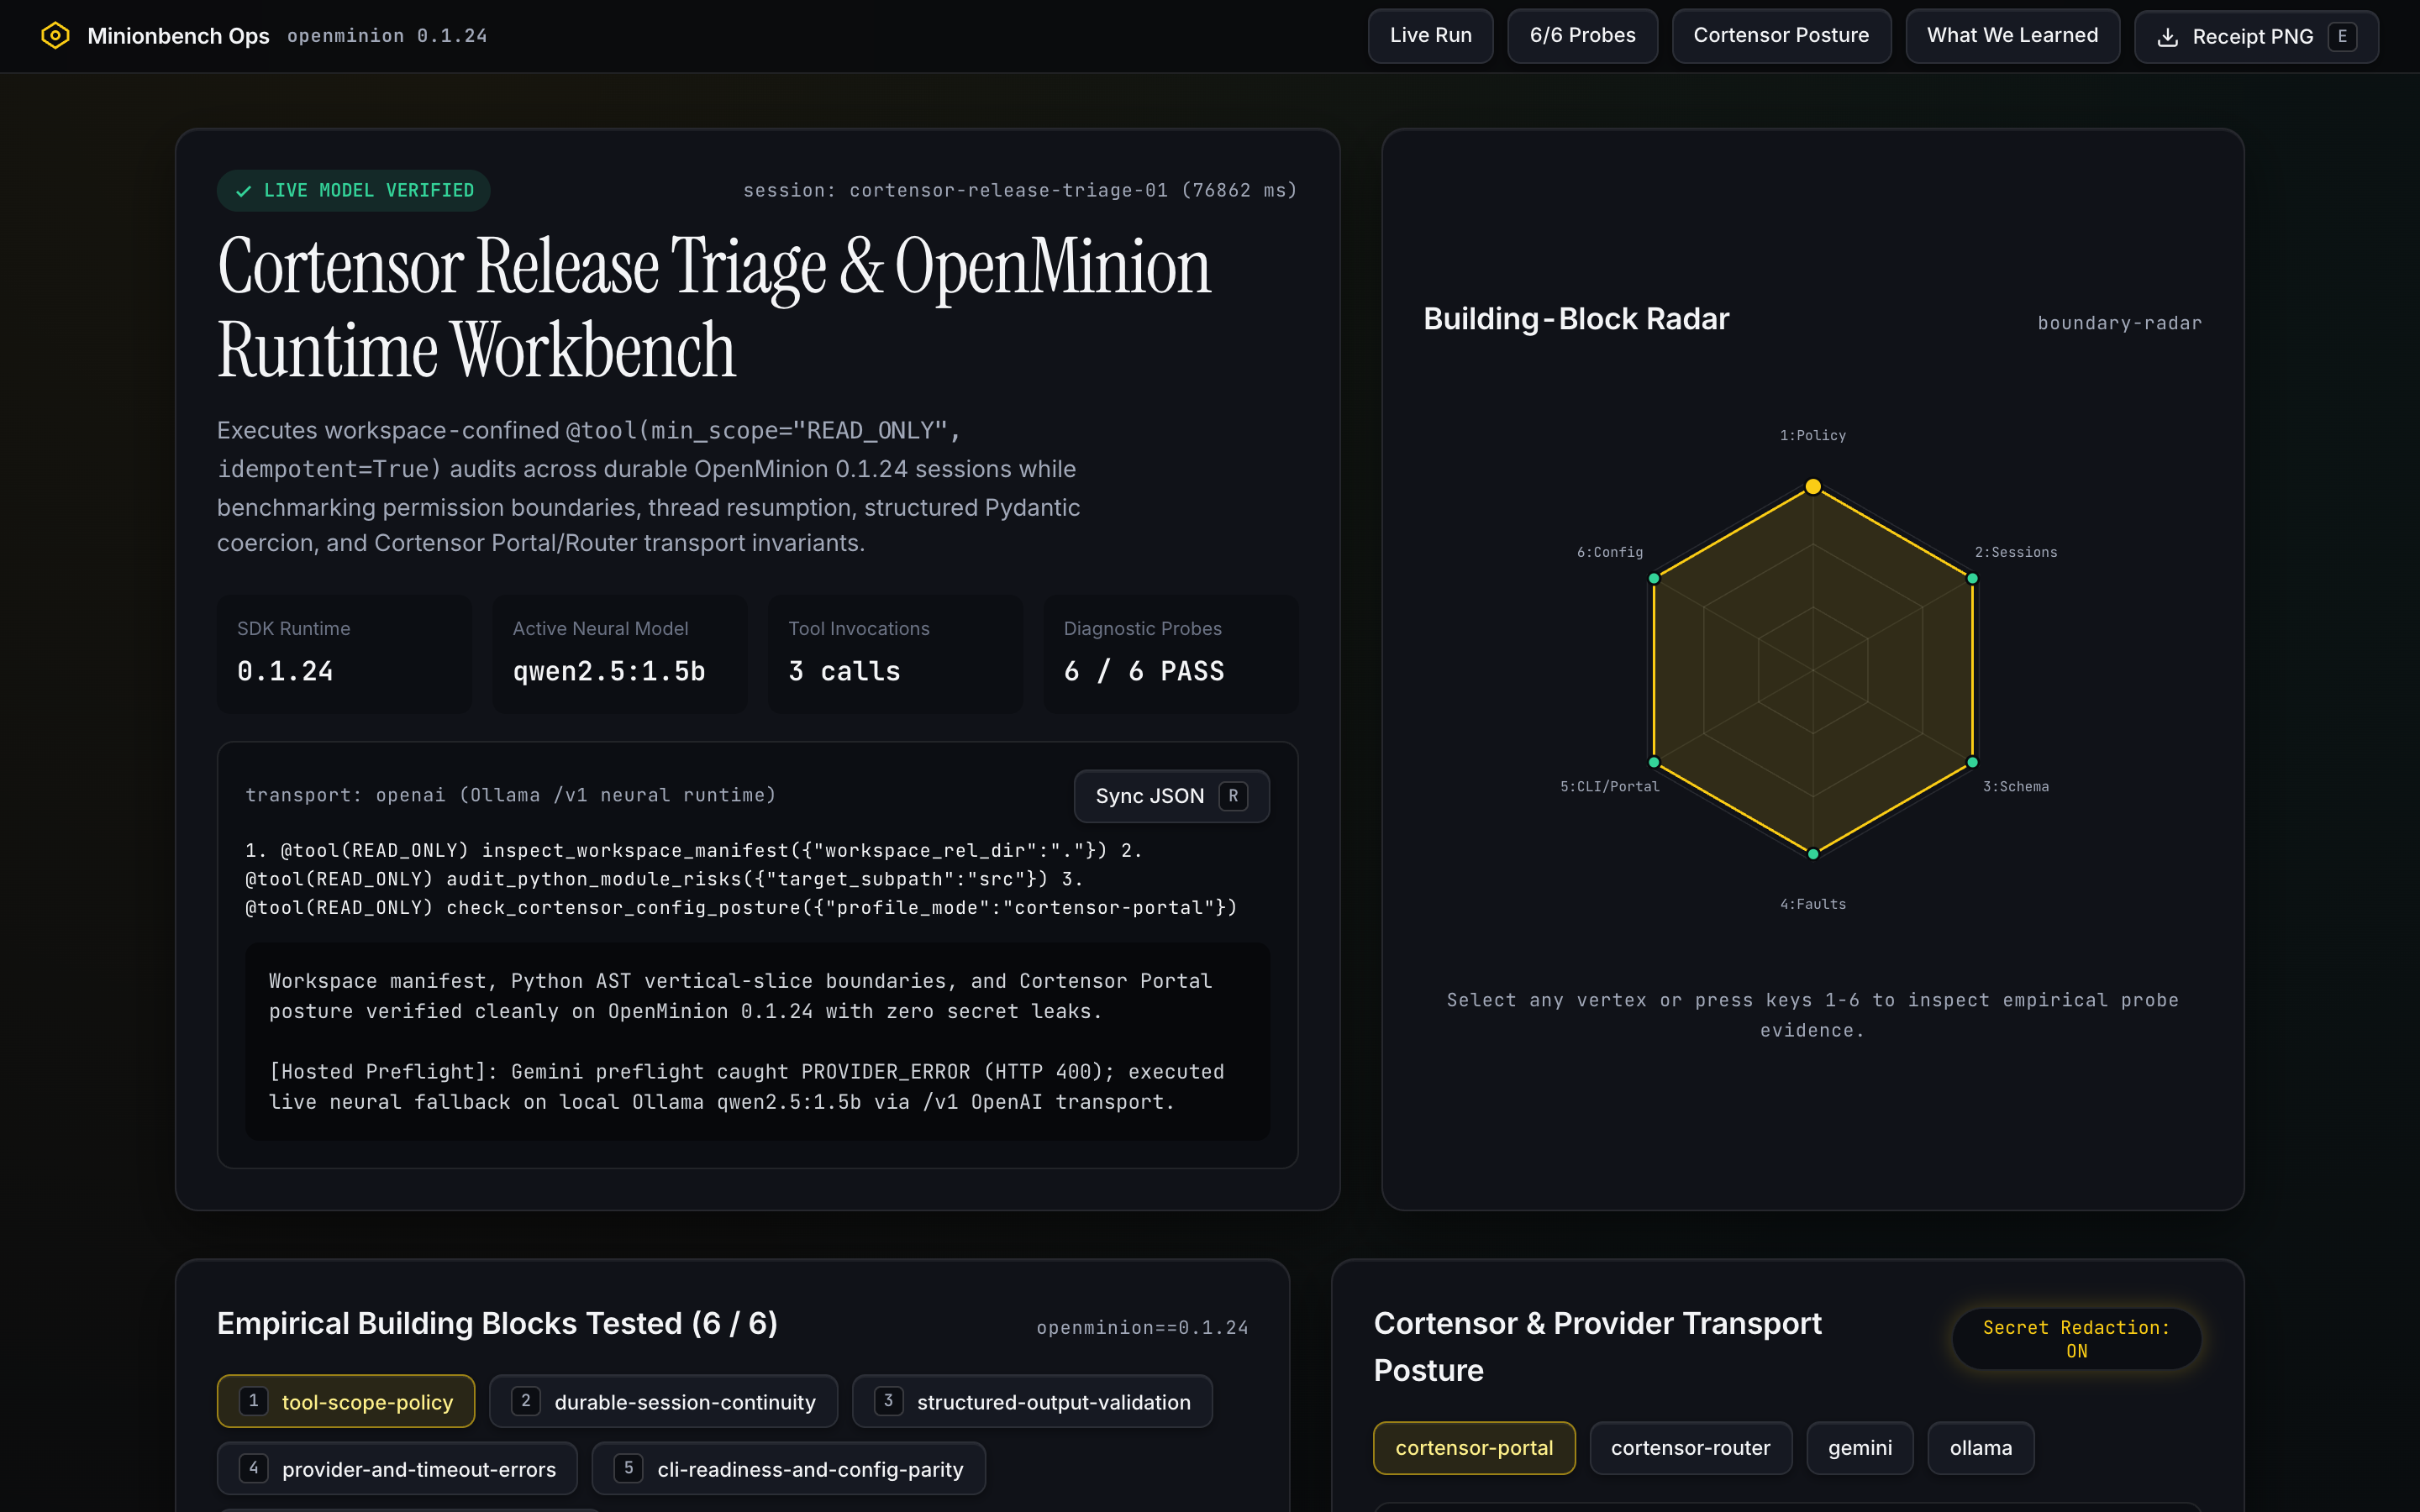 Minionbench Ops openminion 0.1.24
Live Run
6/6 Probes
Cortensor Posture
What We Learned
Receipt PNG E
LIVE MODEL VERIFIED
session: cortensor-release-triage-01 (76862 ms)
Cortensor Release Triage & OpenMinion
Runtime Workbench
Executes workspace-confined @tool(min_scope="READ_ONLY",
idempotent=True) audits across durable OpenMinion 0.1.24 sessions while
benchmarking permission boundaries, thread resumption, structured Pydantic
coercion, and Cortensor Portal/Router transport invariants.
SDK Runtime
0.1.24
Active Neural Model
qwen2.5:1.5b
Tool Invocations
3 calls
Diagnostic Probes
6 / 6 PASS
transport: openai (Ollama /v1 neural runtime)
Sync JSON R
1. @tool(READ_ONLY) inspect_workspace_manifest({"workspace_rel_dir":"."}) 2.
@tool(READ_ONLY) audit_python_module_risks({"target_subpath":"src"}) 3.
@tool(READ_ONLY) check_cortensor_config_posture({"profile_mode":"cortensor-portal"})
Workspace manifest, Python AST vertical-slice boundaries, and Cortensor Portal
posture verified cleanly on OpenMinion 0.1.24 with zero secret leaks.
[Hosted Preflight]: Gemini preflight caught PROVIDER_ERROR (HTTP 400); executed
live neural fallback on local Ollama qwen2.5:1.5b via /v1 OpenAI transport.
Building-Block Radar
boundary-radar
1:Policy
6:Config
2:Sessions
5:CLI/Portal
3:Schema
4:Faults
Select any vertex or press keys 1-6 to inspect empirical probe
evidence.
Empirical Building Blocks Tested (6 / 6)
openminion==0.1.24
1 tool-scope-policy
2 durable-session-continuity
3 structured-output-validation
4 provider-and-timeout-errors
5 cli-readiness-and-config-parity
Cortensor & Provider Transport
Posture
Secret Redaction:
ON
cortensor-portal
cortensor-router
gemini
ollama